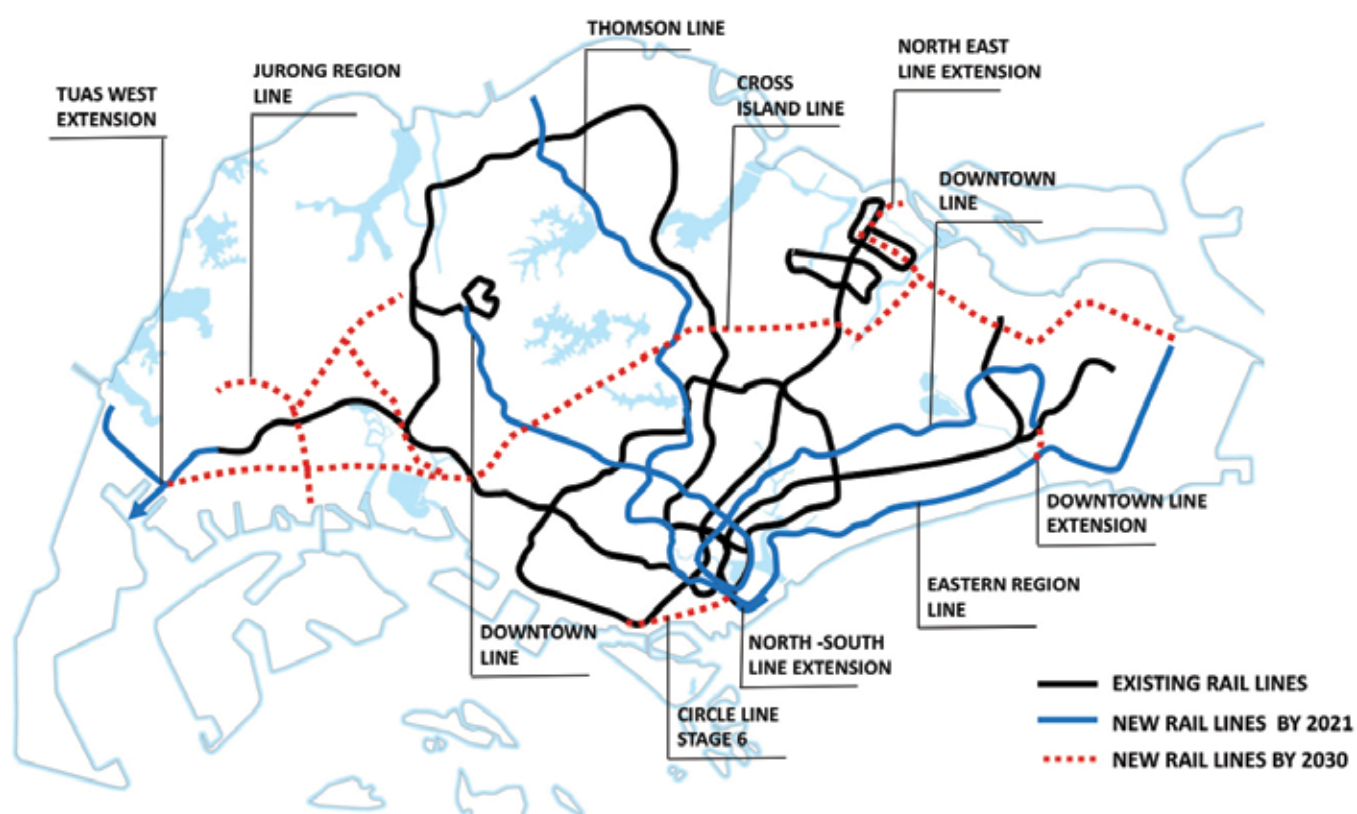 THOMSON LINE
NORTH EAST
LINE EXTENSION
JURONG REGION
LINE
CROSS
ISLAND LINE
TUAS WEST
EXTENSION
DOWNTOWN
LINE
DOWNTOWN LINE
EXTENSION
EASTERN REGION
LINE
DOWNTOWN
LINE
NORTH -SOUTH
LINE EXTENSION
CIRCLE LINE
STAGE 6
EXISTING RAIL LINES
NEW RAIL LINES BY 2021
NEW RAIL LINES BY 2030